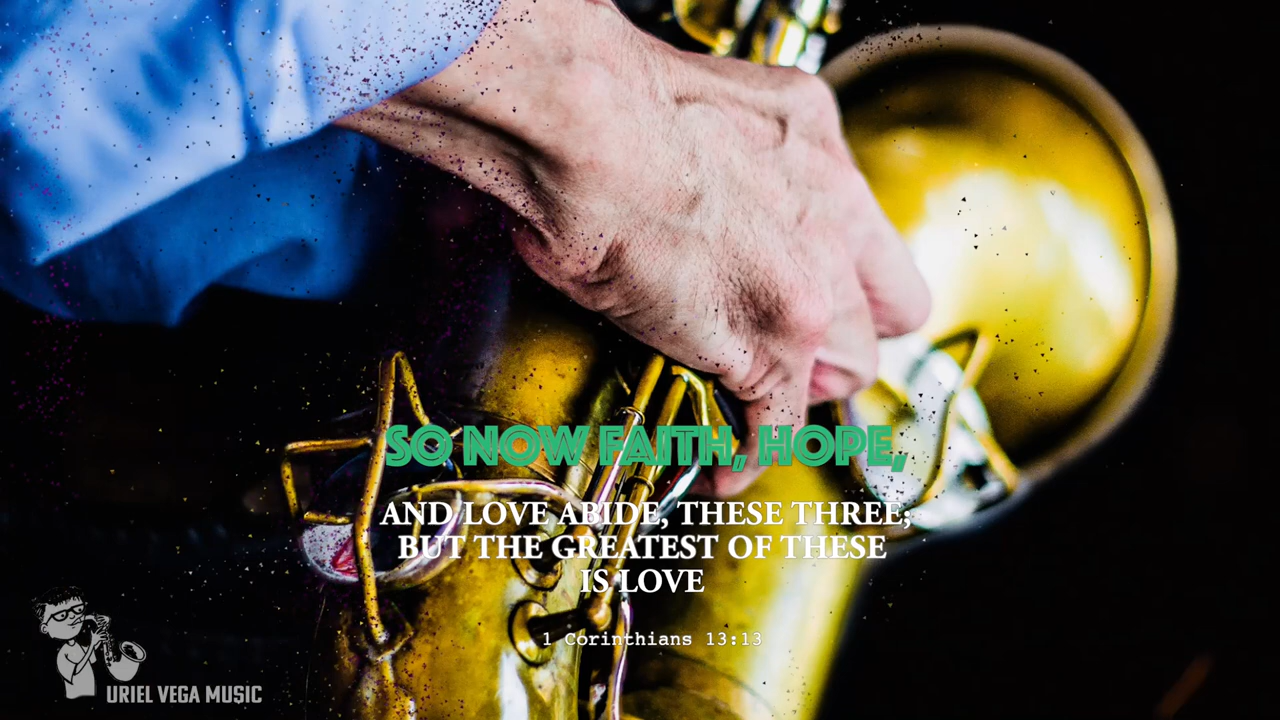 SO NOW FAITH, HOPE,
AND LOVE ABIDE, THESE THREE;
BUT THE GREATEST OF THESE
IS LOVE
1 Corinthians 13:13
URIEL VEGA MUSIC